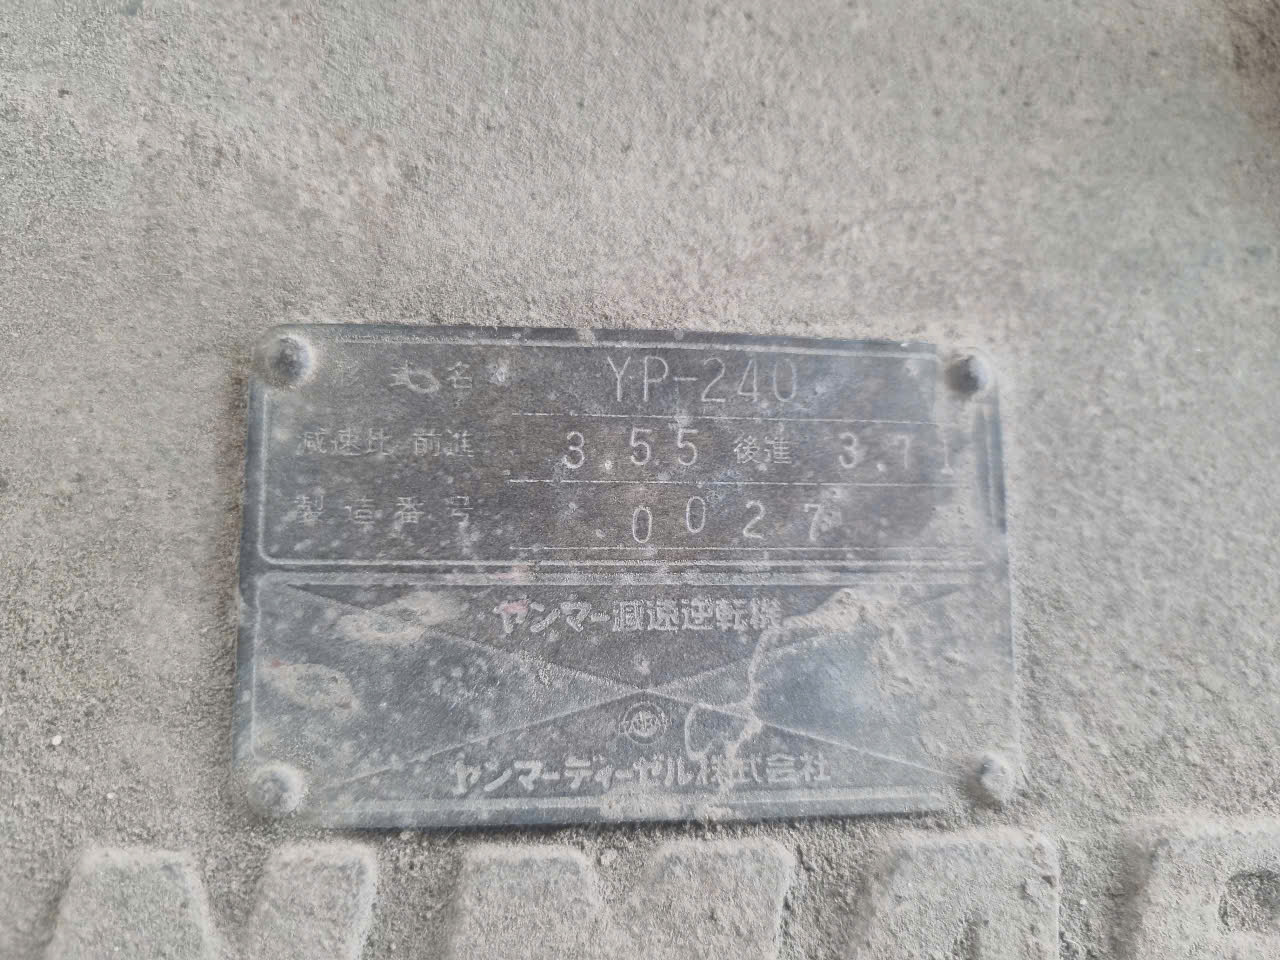 名 YP-240
減速比 前進 3.55 後進 3.71
製造番号 0027
ヤンマー減速逆転機
ヤンマーディーゼル株式会社